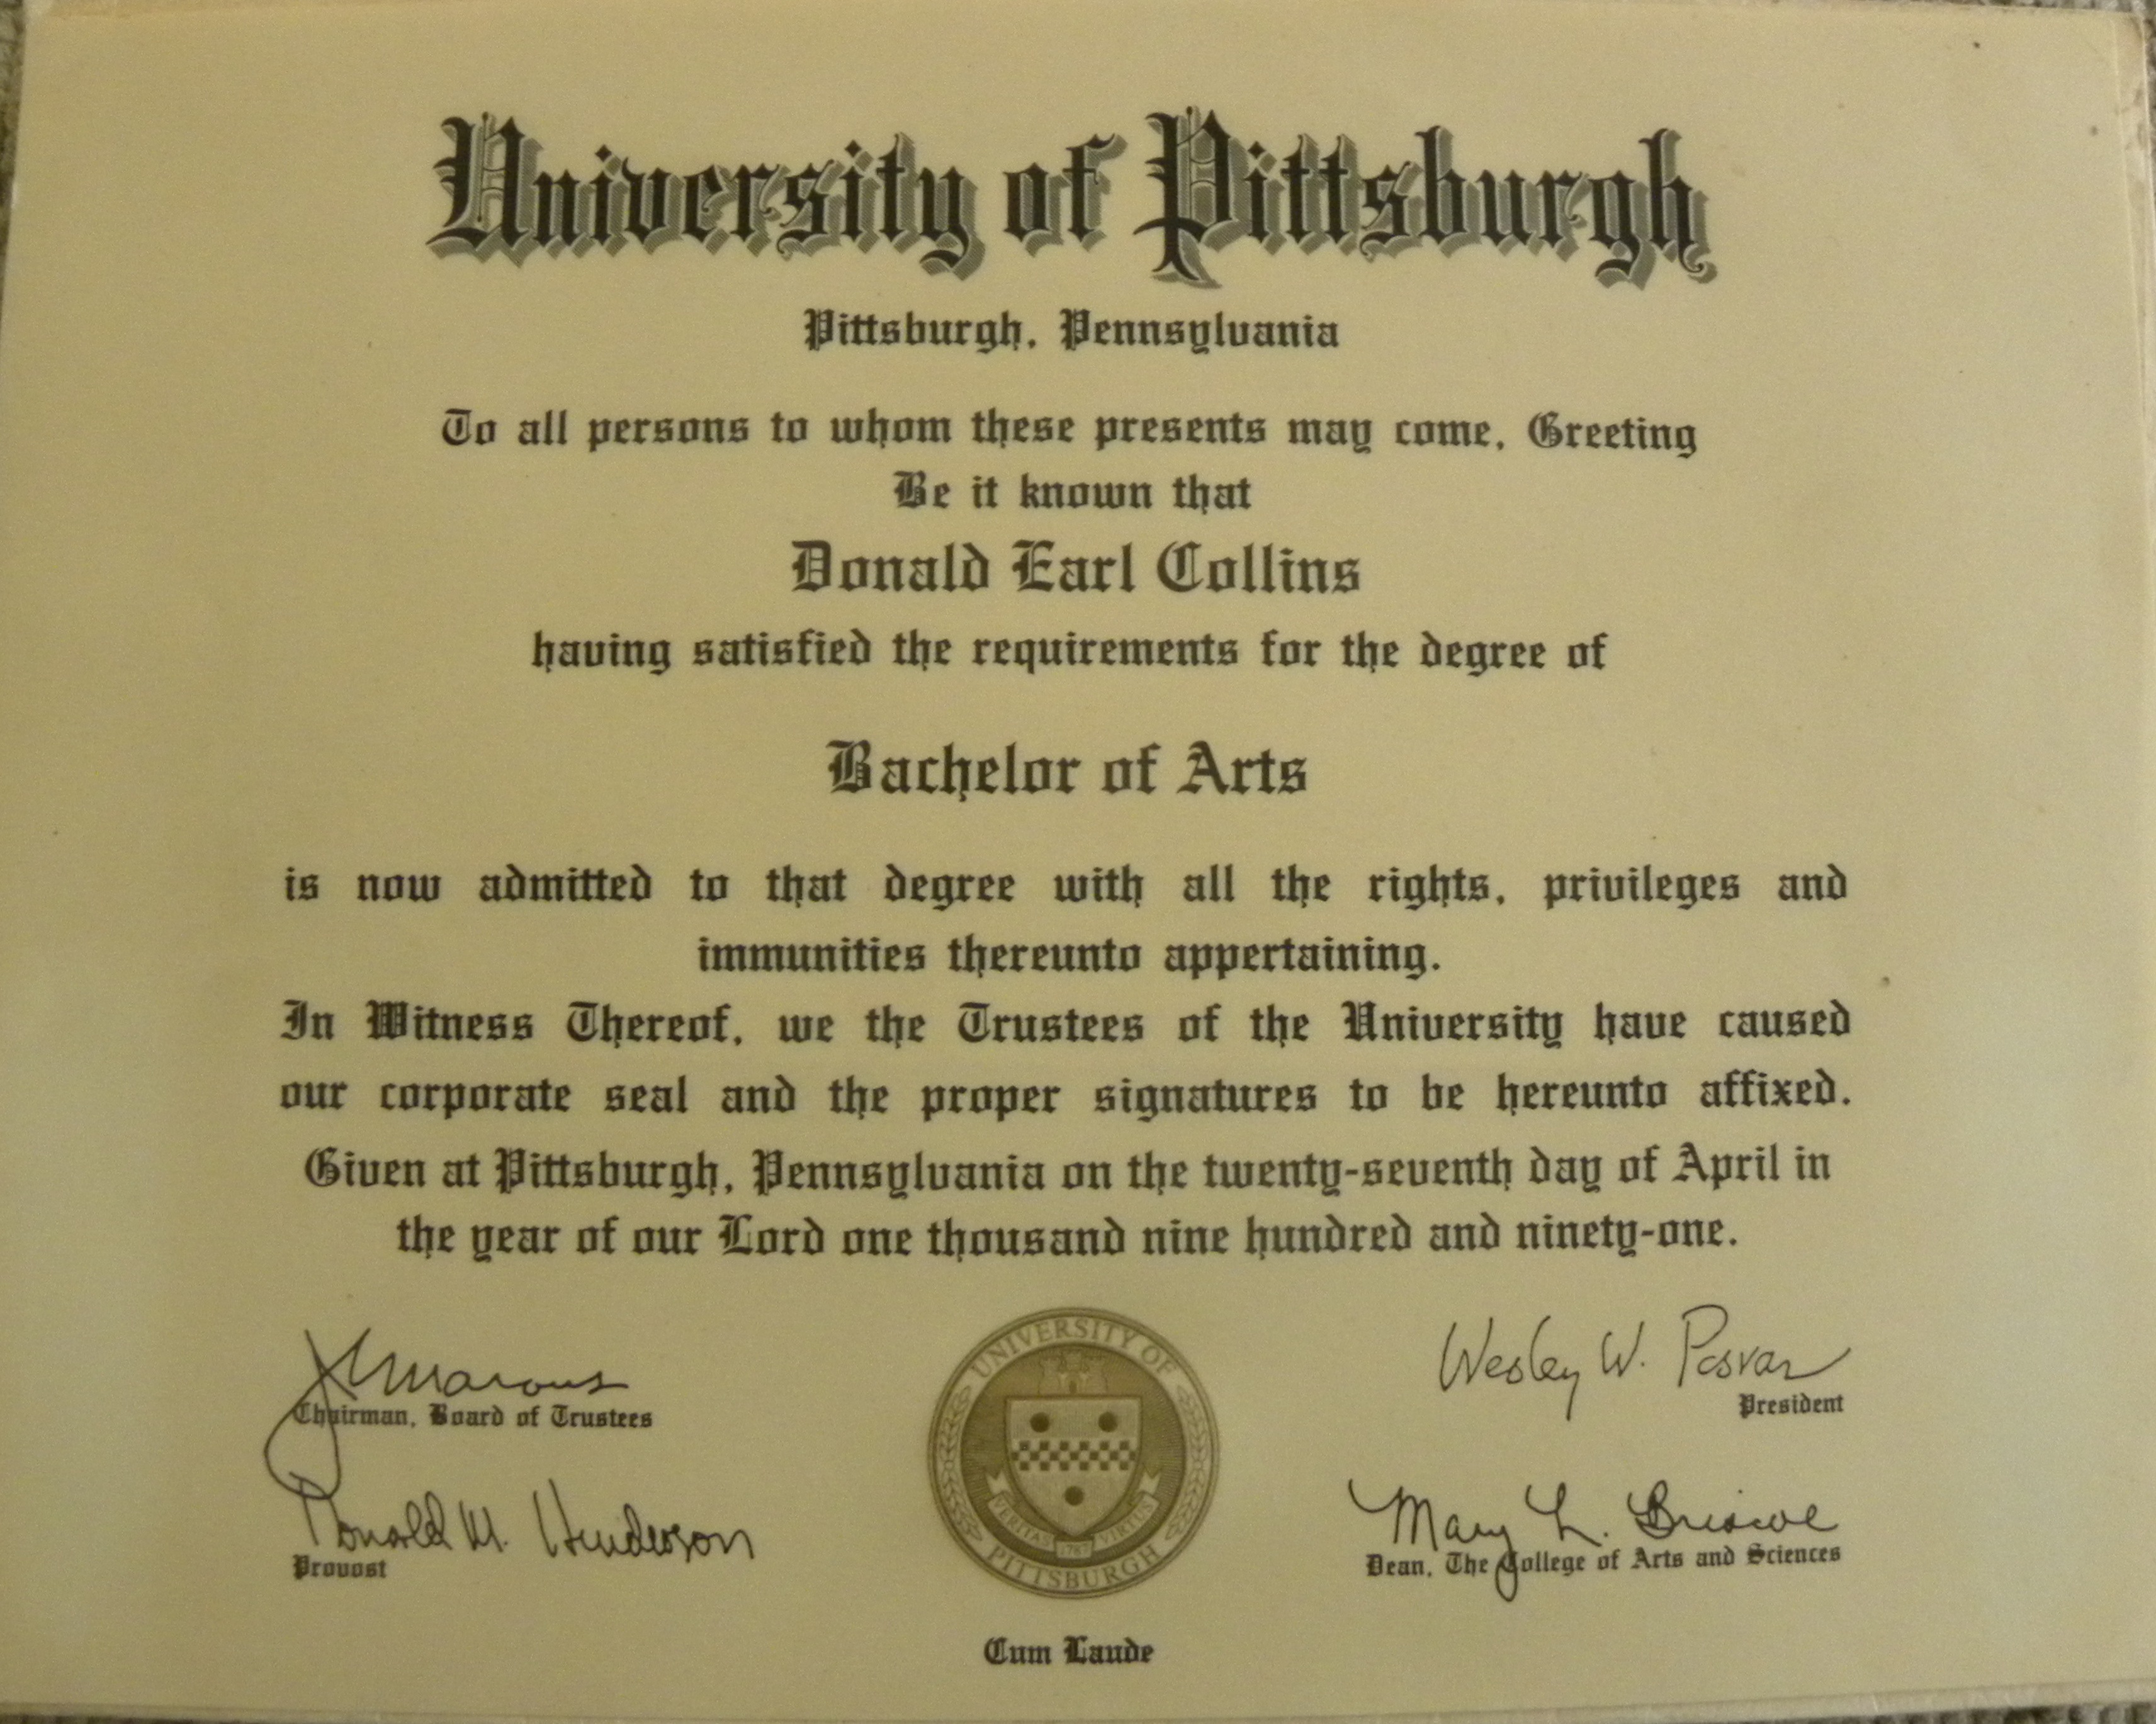 University of Pittsburgh
Pittsburgh, Pennsylvania
To all persons to whom these presents may come, Greeting
Be it known that
Donald Earl Collins
having satisfied the requirements for the degree of
Bachelor of Arts
is now admitted to that degree with all the rights, privileges and
immunities thereunto appertaining.
In Witness Thereof, we the Trustees of the University have caused
our corporate seal and the proper signatures to be hereunto affixed.
Given at Pittsburgh, Pennsylvania on the twenty-seventh day of April in
the year of our Lord one thousand nine hundred and ninety-one.
Chairman, Board of Trustees
Wesley W. Posvar
President
Donald M. Henderson
Provost
UNIVERSITY OF
VERITAS 1787 VIRTUS
PITTSBURGH
Mary L. Briscoe
Dean, The College of Arts and Sciences
Cum Laude